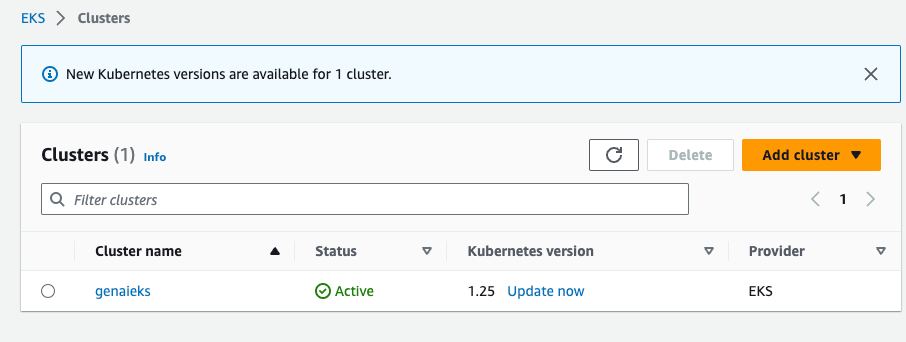 EKS > Clusters
New Kubernetes versions are available for 1 cluster.
Clusters (1) Info
Delete
Add cluster
Filter clusters
1
Cluster name Status Kubernetes version Provider
genaieks Active 1.25 Update now EKS